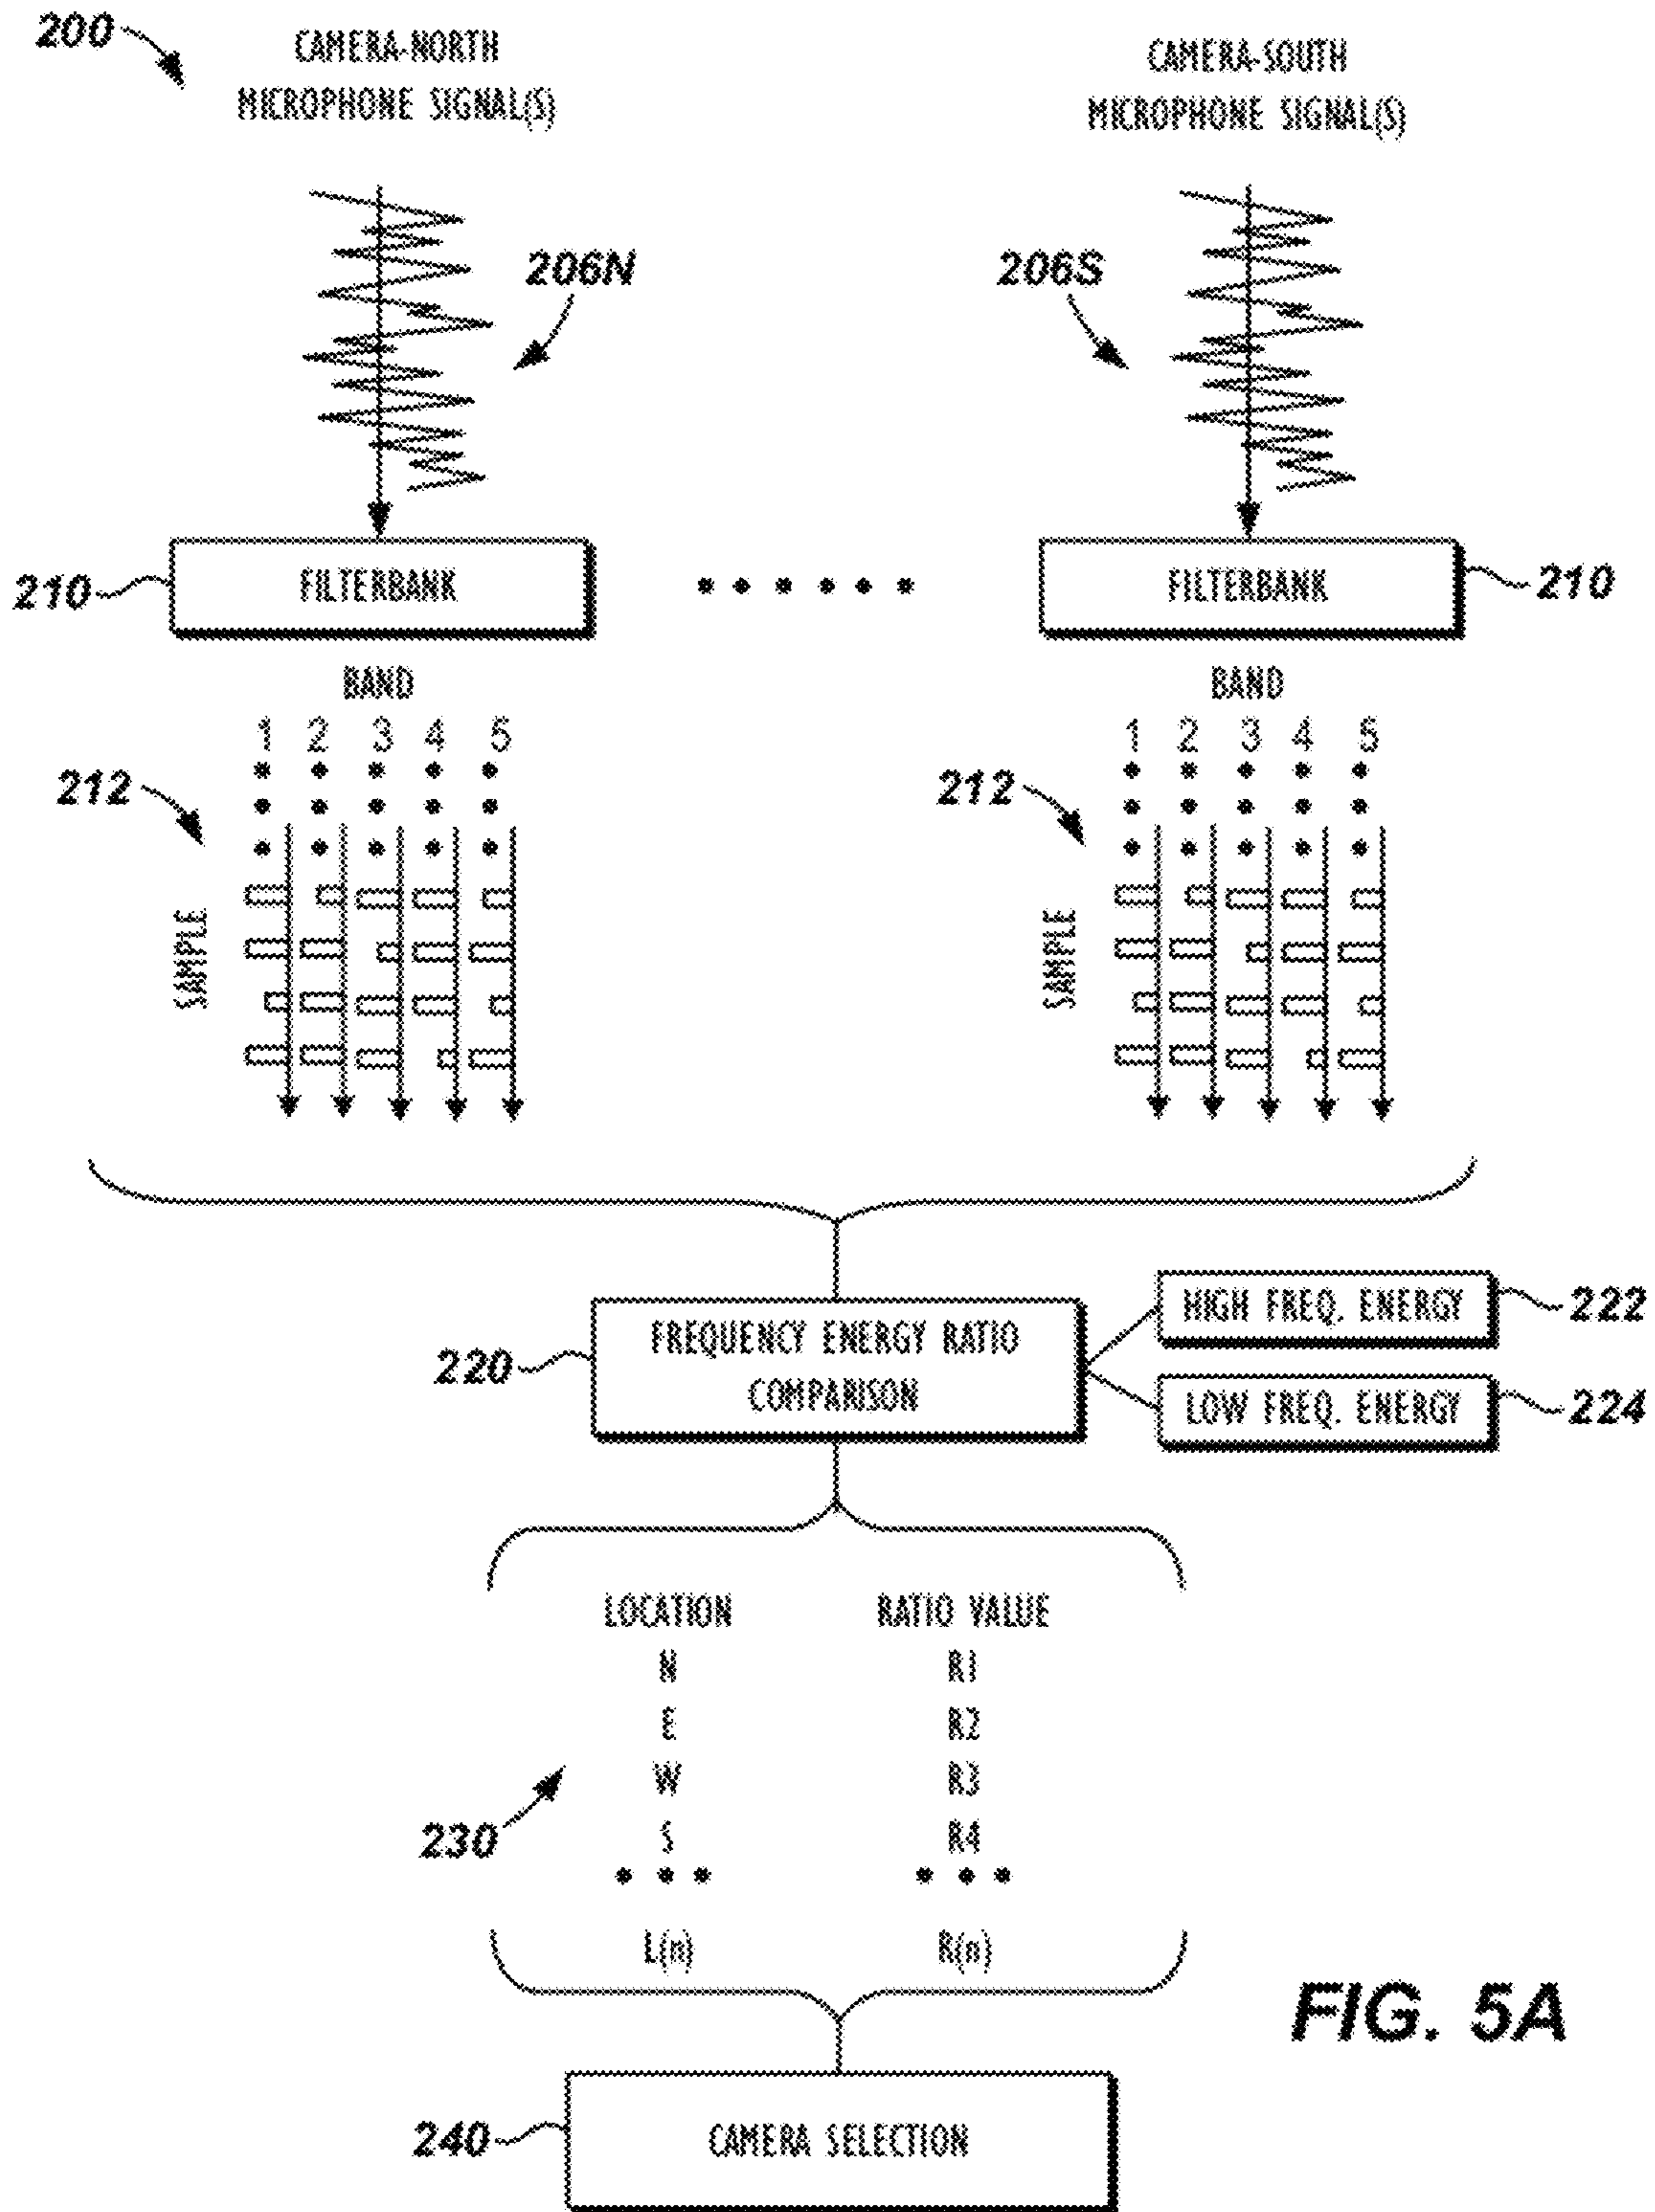 200
CAMERA-NORTH
MICROPHONE SIGNAL(S)
CAMERA-SOUTH
MICROPHONE SIGNAL(S)
206N
206S
210
FILTERBANK
FILTERBANK
210
BAND
1 2 3 4 5
212
SAMPLE
BAND
1 2 3 4 5
212
SAMPLE
220
FREQUENCY ENERGY RATIO
COMPARISON
HIGH FREQ. ENERGY
222
LOW FREQ. ENERGY
224
LOCATION RATIO VALUE
N R1
E R2
W R3
S R4
230
L(n) R(n)
FIG. 5A
240
CAMERA SELECTION